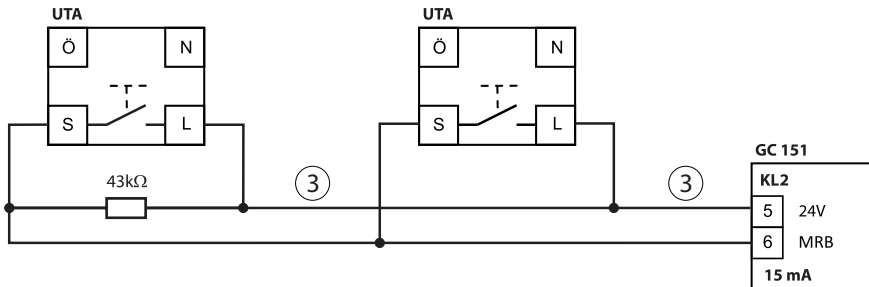 UTA
Ö N
S L
UTA
Ö N
S L
43kΩ
3
3
GC 151
KL2
5 24V
6 MRB
15 mA